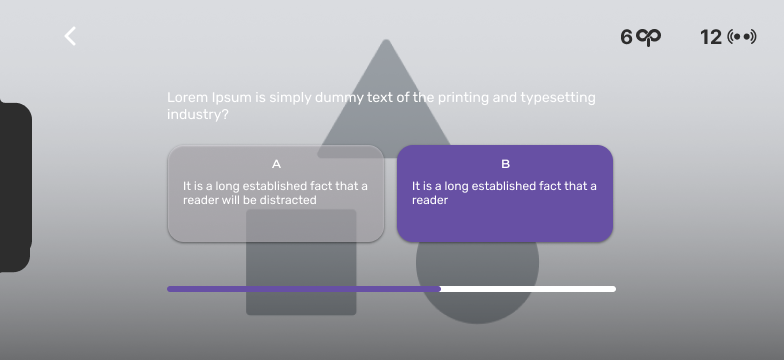 6
12
Lorem Ipsum is simply dummy text of the printing and typesetting
industry?
A
It is a long established fact that a
reader will be distracted
B
It is a long established fact that a
reader